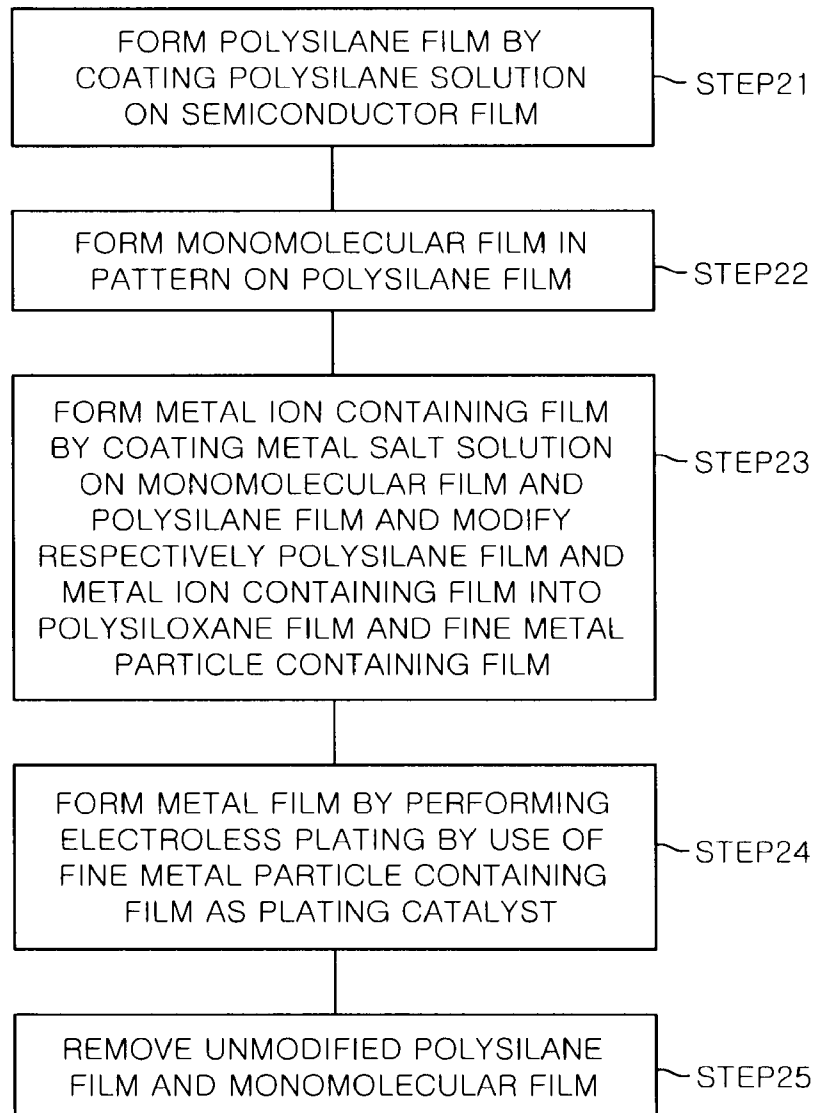 FORM POLYSILANE FILM BY
COATING POLYSILANE SOLUTION
ON SEMICONDUCTOR FILM
STEP21
FORM MONOMOLECULAR FILM IN
PATTERN ON POLYSILANE FILM
STEP22
FORM METAL ION CONTAINING FILM
BY COATING METAL SALT SOLUTION
ON MONOMOLECULAR FILM AND
POLYSILANE FILM AND MODIFY
RESPECTIVELY POLYSILANE FILM AND
METAL ION CONTAINING FILM INTO
POLYSILOXANE FILM AND FINE METAL
PARTICLE CONTAINING FILM
STEP23
FORM METAL FILM BY PERFORMING
ELECTROLESS PLATING BY USE OF
FINE METAL PARTICLE CONTAINING
FILM AS PLATING CATALYST
STEP24
REMOVE UNMODIFIED POLYSILANE
FILM AND MONOMOLECULAR FILM
STEP25